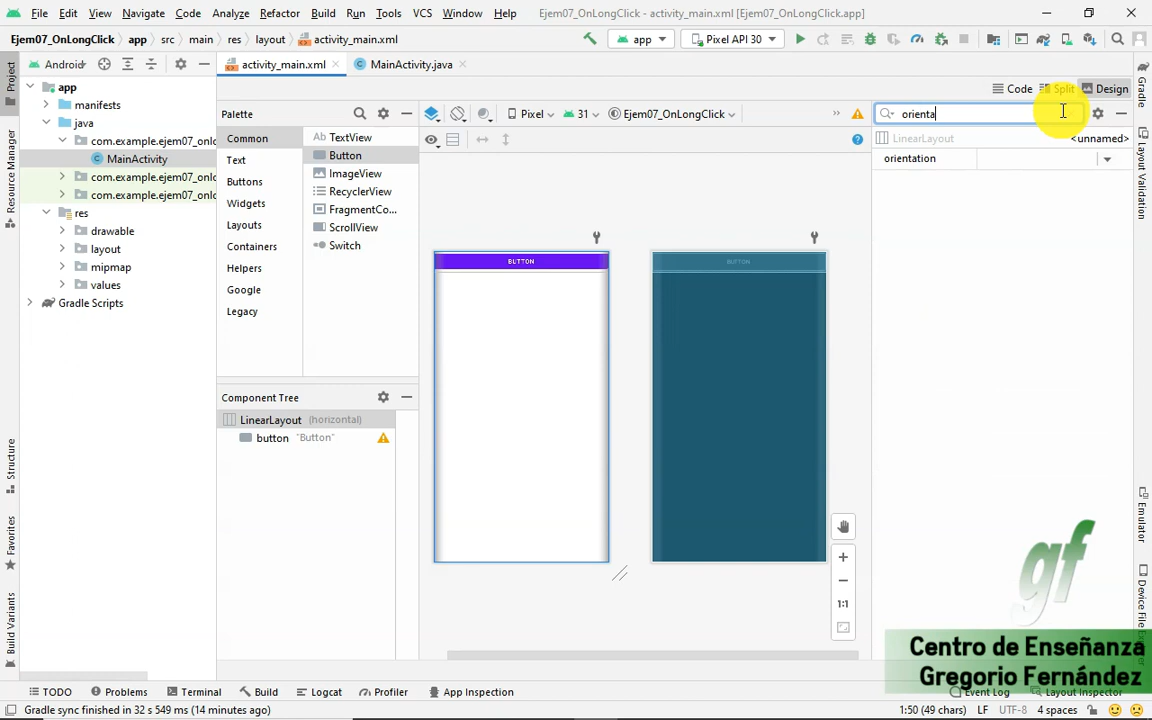 File Edit View Navigate Code Analyze Refactor Build Run Tools VCS Window Help Ejem07_OnLongClick - activity_main.xml [Ejem07_OnLongClick.app]
Ejem07_OnLongClick app src main res layout activity_main.xml app Pixel API 30
Project
Resource Manager
Structure
Favorites
Build Variants
Android
app
manifests
java
com.example.ejem07_onlo
MainActivity
com.example.ejem07_onlo
com.example.ejem07_onlo
res
drawable
layout
mipmap
values
Gradle Scripts
activity_main.xml MainActivity.java
Code Split Design
Palette
Common
Text
Buttons
Widgets
Layouts
Containers
Helpers
Google
Legacy
Ab TextView
Button
ImageView
RecyclerView
FragmentCo...
ScrollView
Switch
Component Tree
LinearLayout (horizontal)
button "Button"
Pixel 31 Ejem07_OnLongClick
BUTTON
BUTTON
1:1
orienta
LinearLayout <unnamed>
orientation
Gradle
Layout Validation
Emulator
Device File Explorer
gf
Centro de Enseñanza
Gregorio Fernández
TODO Problems Terminal Build Logcat Profiler App Inspection Event Log Layout Inspector
Gradle sync finished in 32 s 549 ms (14 minutes ago) 1:50 (49 chars) LF UTF-8 4 spaces